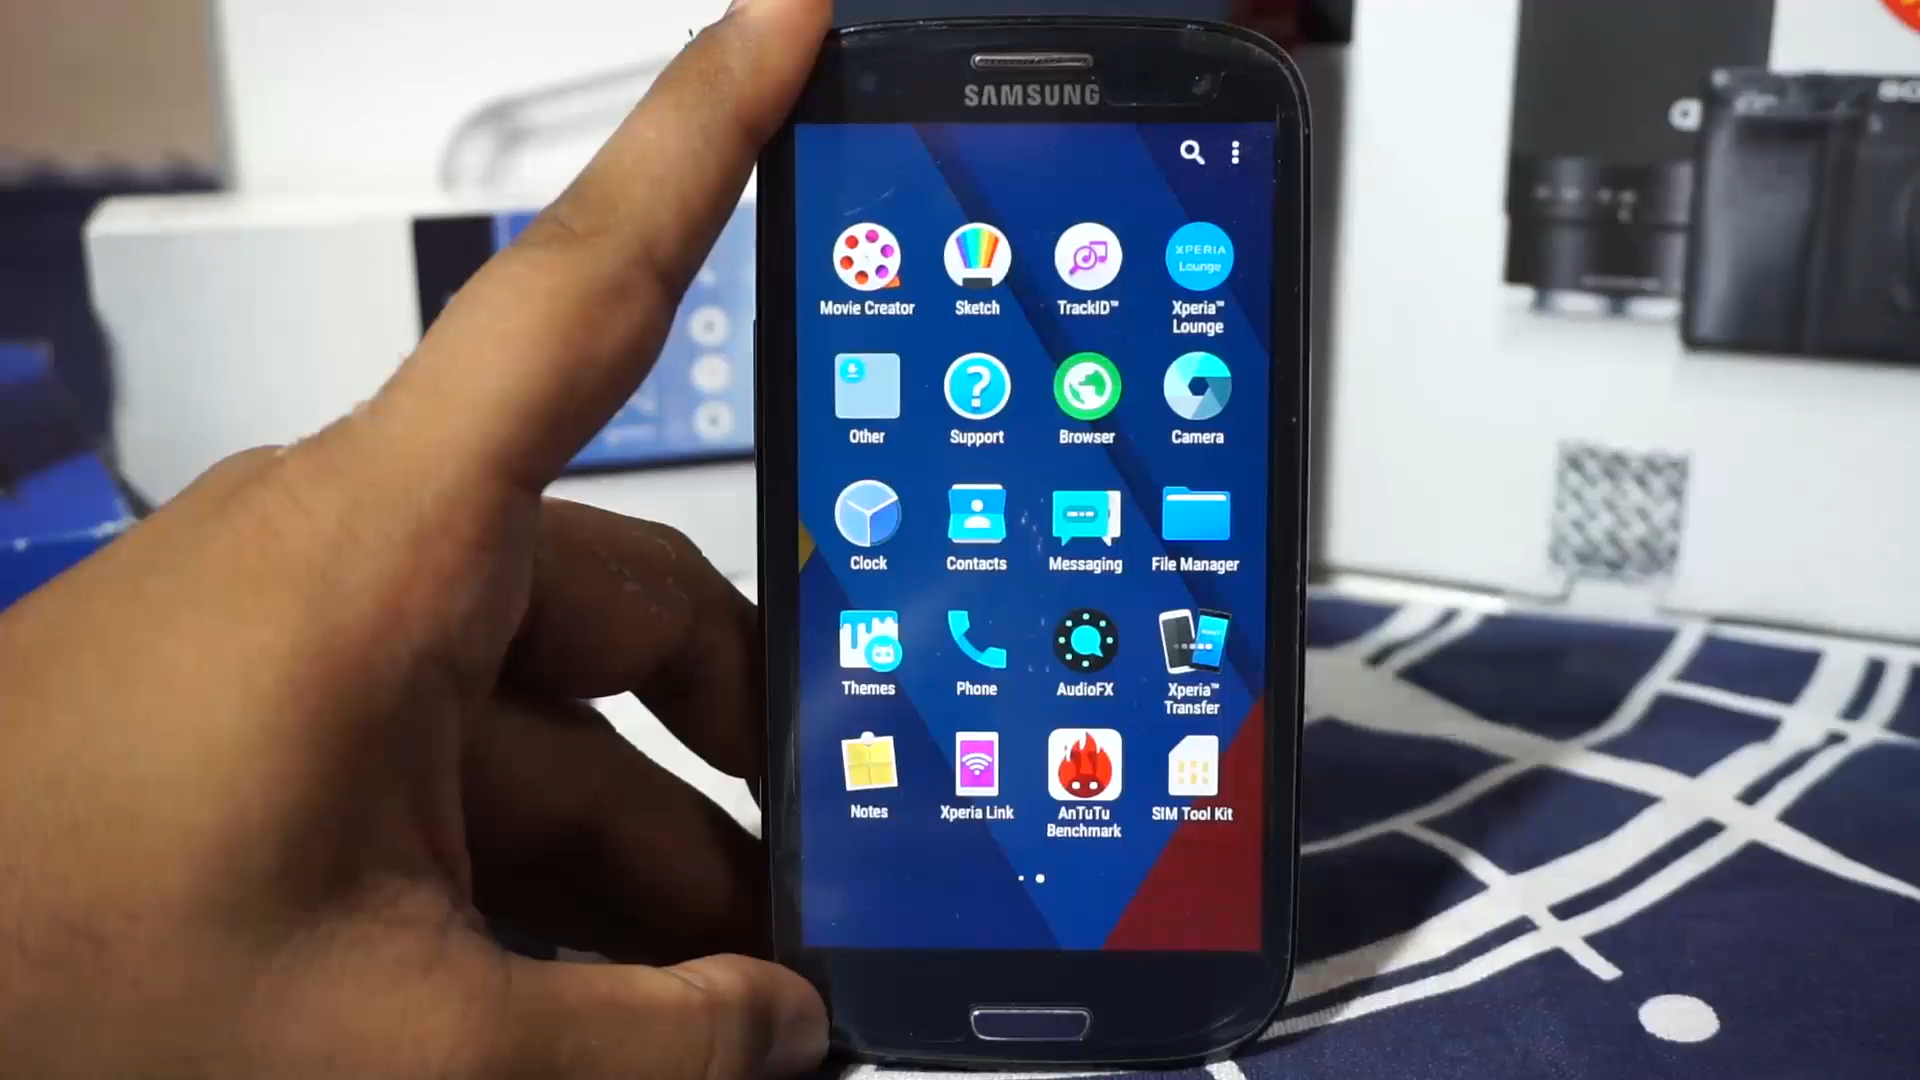 SAMSUNG
Movie Creator
Sketch
TrackID™
XPERIA
Lounge
Xperia™
Lounge
Other
Support
Browser
Camera
Clock
Contacts
Messaging
File Manager
Themes
Phone
AudioFX
Xperia™
Transfer
Notes
Xperia Link
AnTuTu
Benchmark
SIM Tool Kit